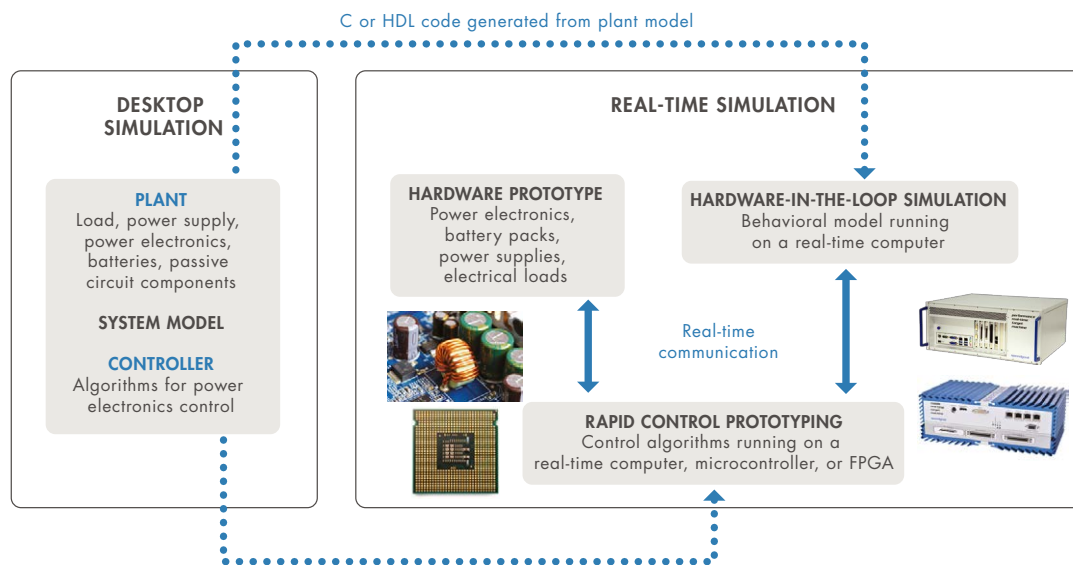 C or HDL code generated from plant model
DESKTOP
SIMULATION
PLANT
Load, power supply,
power electronics,
batteries, passive
circuit components
SYSTEM MODEL
CONTROLLER
Algorithms for power
electronics control
REAL-TIME SIMULATION
HARDWARE PROTOTYPE
Power electronics,
battery packs,
power supplies,
electrical loads
HARDWARE-IN-THE-LOOP SIMULATION
Behavioral model running
on a real-time computer
Real-time
communication
RAPID CONTROL PROTOTYPING
Control algorithms running on a
real-time computer, microcontroller, or FPGA